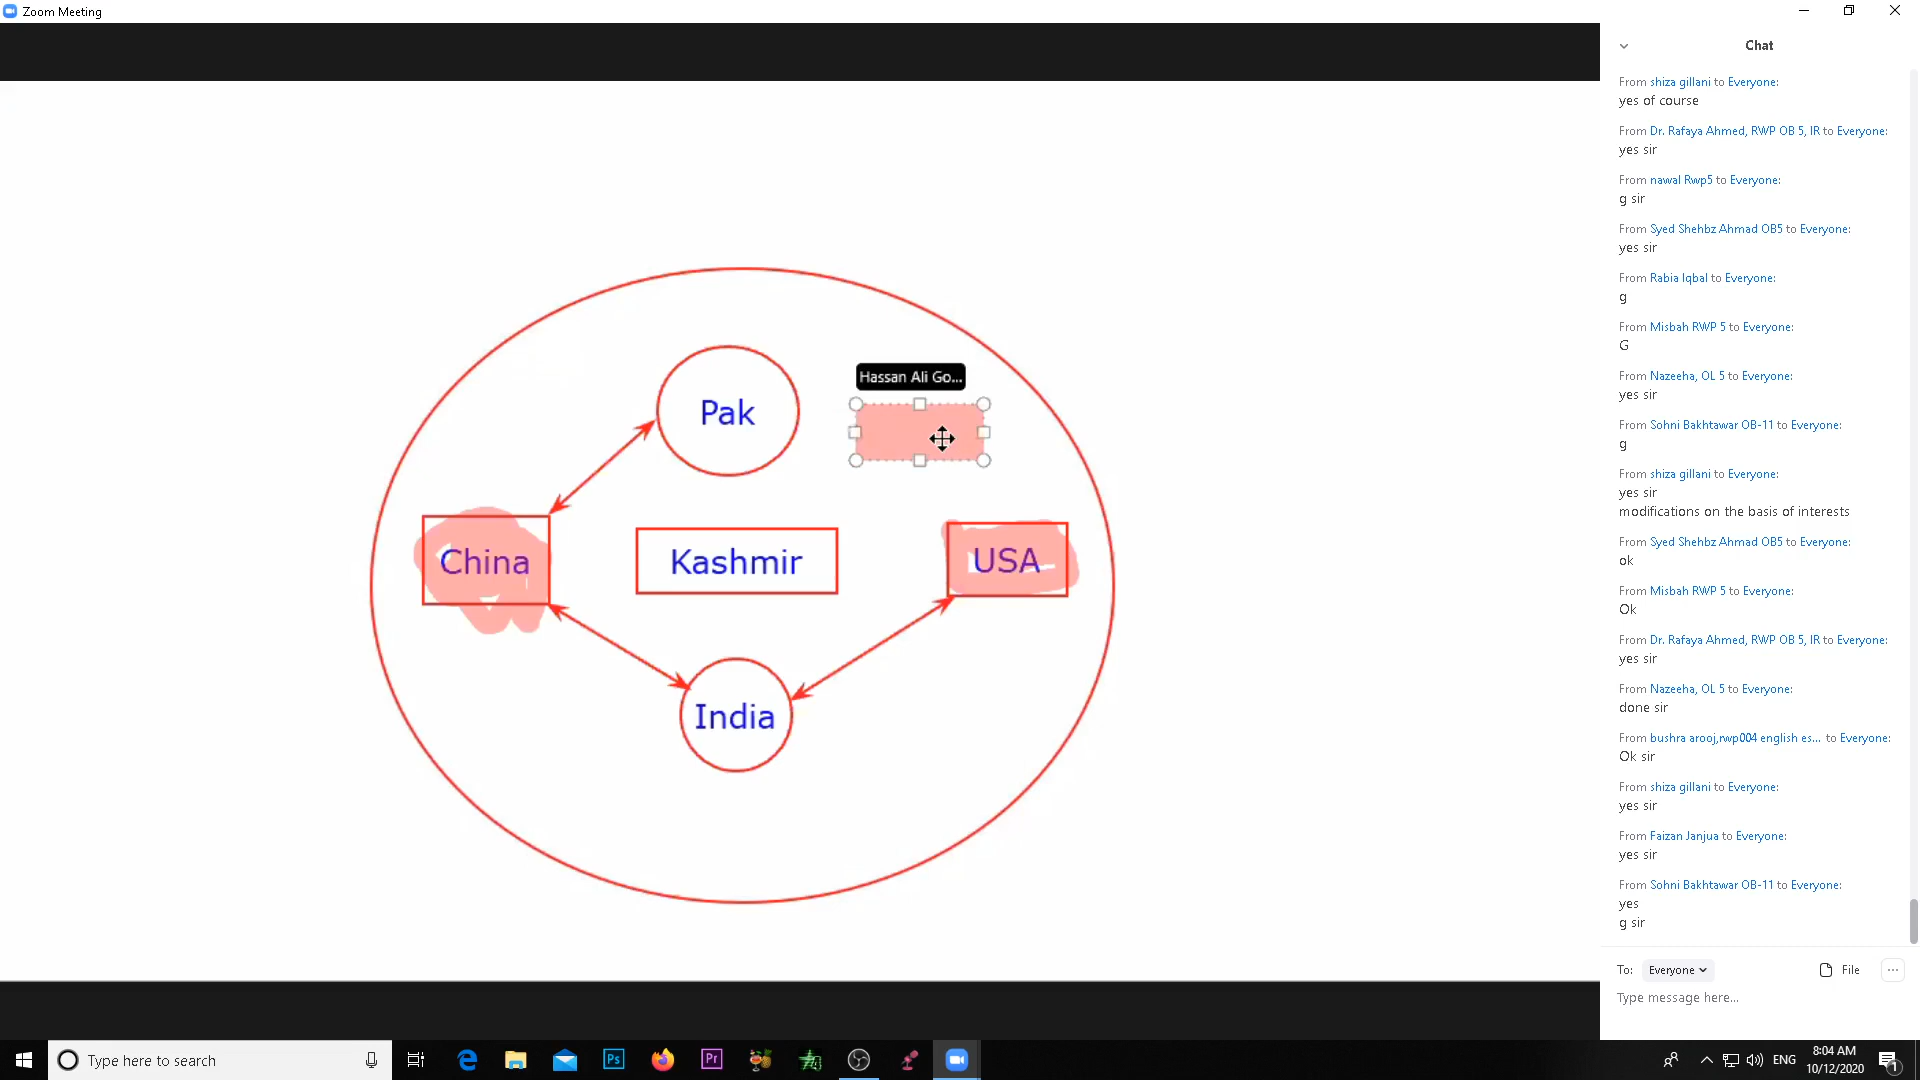 Zoom Meeting
Chat
From shiza gillani to Everyone:
yes of course
From Dr. Rafaya Ahmed, RWP OB 5, IR to Everyone:
yes sir
From nawal Rwp5 to Everyone:
g sir
From Syed Shehbz Ahmad OB5 to Everyone:
yes sir
From Rabia Iqbal to Everyone:
g
From Misbah RWP 5 to Everyone:
G
From Nazeeha, OL 5 to Everyone:
yes sir
From Sohni Bakhtawar OB-11 to Everyone:
g
From shiza gillani to Everyone:
yes sir
modifications on the basis of interests
From Syed Shehbz Ahmad OB5 to Everyone:
ok
From Misbah RWP 5 to Everyone:
Ok
From Dr. Rafaya Ahmed, RWP OB 5, IR to Everyone:
yes sir
From Nazeeha, OL 5 to Everyone:
done sir
From bushra arooj,rwp004 english es... to Everyone:
Ok sir
From shiza gillani to Everyone:
yes sir
From Faizan Janjua to Everyone:
yes sir
From Sohni Bakhtawar OB-11 to Everyone:
yes
g sir
To: Everyone File
Type message here...
Hassan Ali Go...
Pak
China
Kashmir
USA
India
Type here to search
Ps
Pr
ENG
8:04 AM
10/12/2020
1